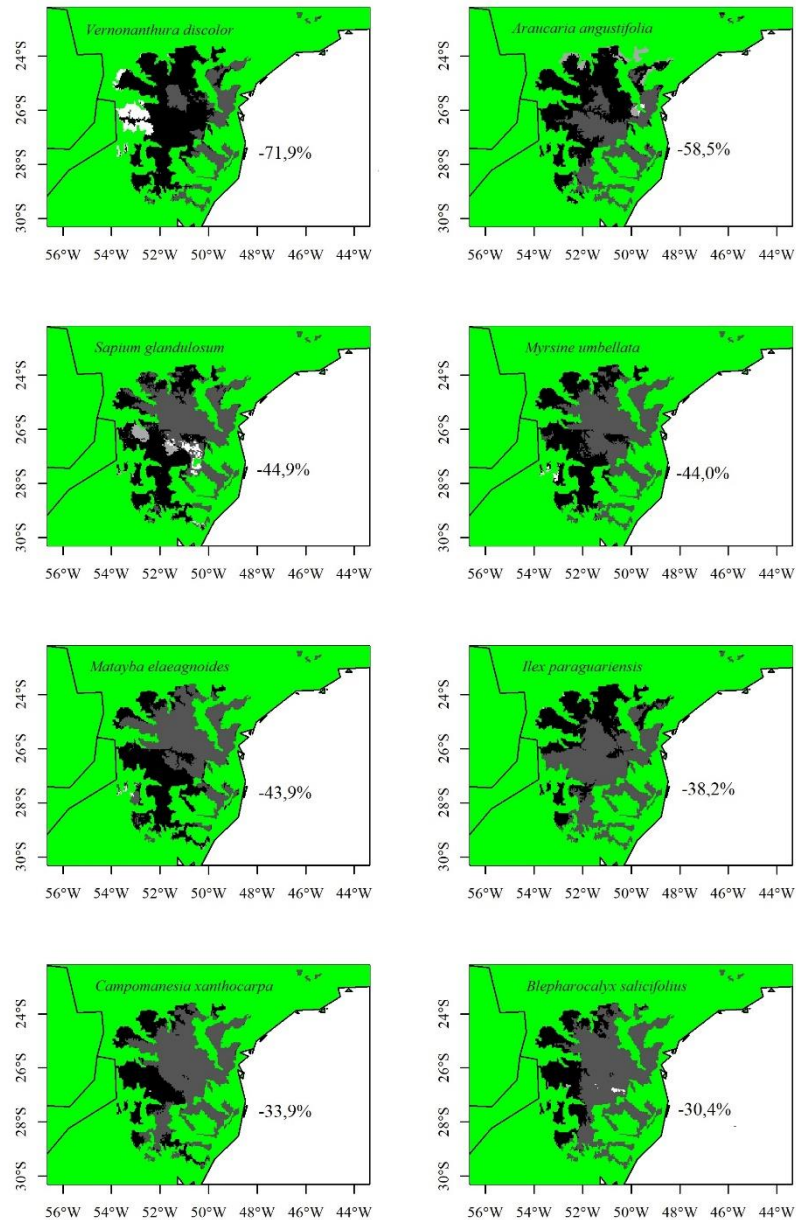 Vernonanthura discolor
24°S
26°S
28°S
30°S
-71,9%
56°W 54°W 52°W 50°W 48°W 46°W 44°W
Araucaria angustifolia
24°S
26°S
28°S
30°S
-58,5%
56°W 54°W 52°W 50°W 48°W 46°W 44°W
Sapium glandulosum
24°S
26°S
28°S
30°S
-44,9%
56°W 54°W 52°W 50°W 48°W 46°W 44°W
Myrsine umbellata
24°S
26°S
28°S
30°S
-44,0%
56°W 54°W 52°W 50°W 48°W 46°W 44°W
Matayba elaeagnoides
24°S
26°S
28°S
30°S
-43,9%
56°W 54°W 52°W 50°W 48°W 46°W 44°W
Ilex paraguariensis
24°S
26°S
28°S
30°S
-38,2%
56°W 54°W 52°W 50°W 48°W 46°W 44°W
Campomanesia xanthocarpa
24°S
26°S
28°S
30°S
-33,9%
56°W 54°W 52°W 50°W 48°W 46°W 44°W
Blepharocalyx salicifolius
24°S
26°S
28°S
30°S
-30,4%
56°W 54°W 52°W 50°W 48°W 46°W 44°W